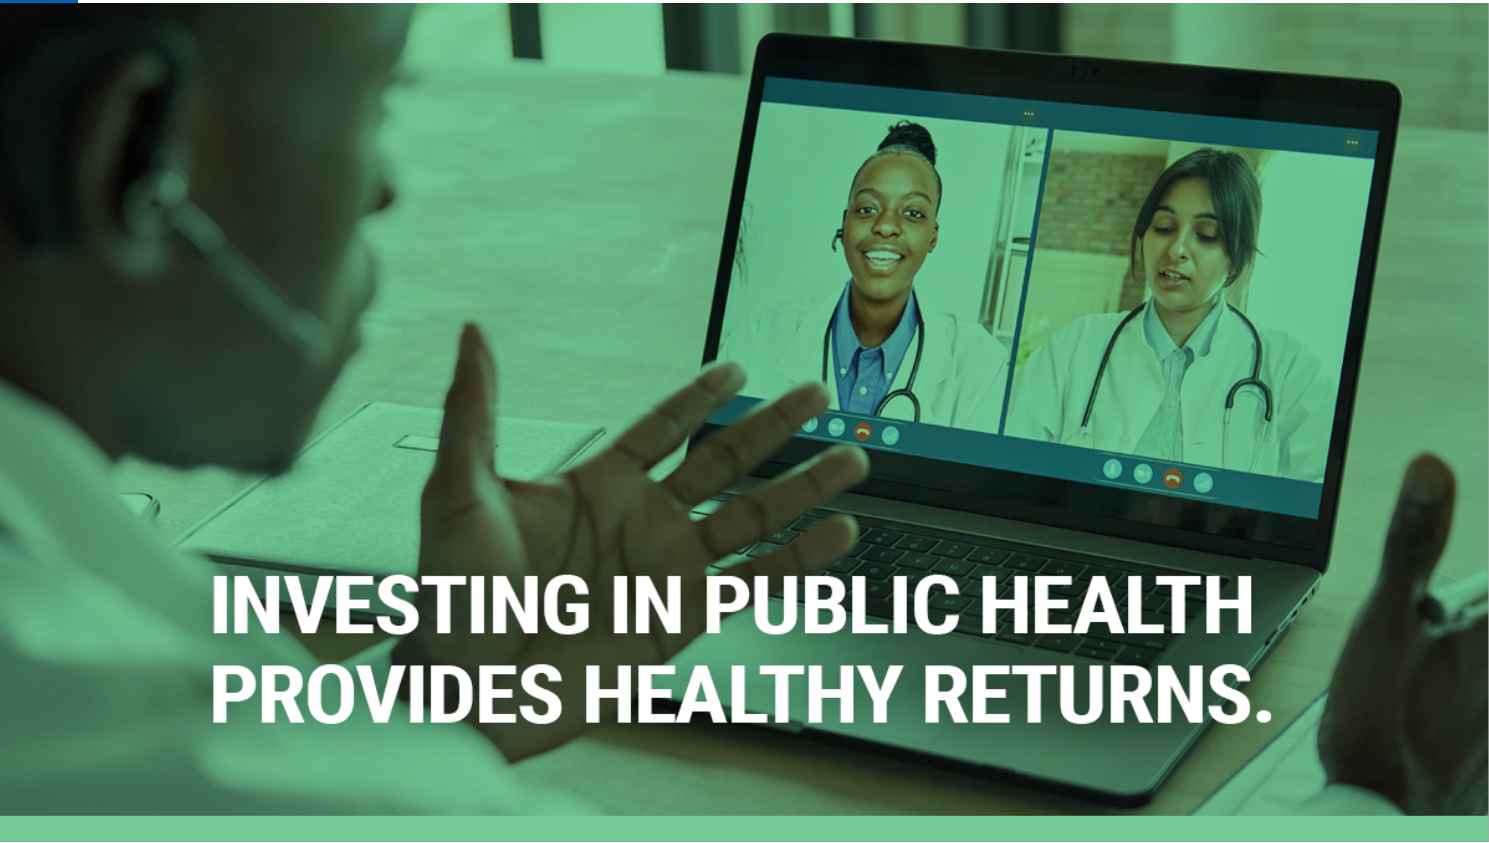 INVESTING IN PUBLIC HEALTH
PROVIDES HEALTHY RETURNS.